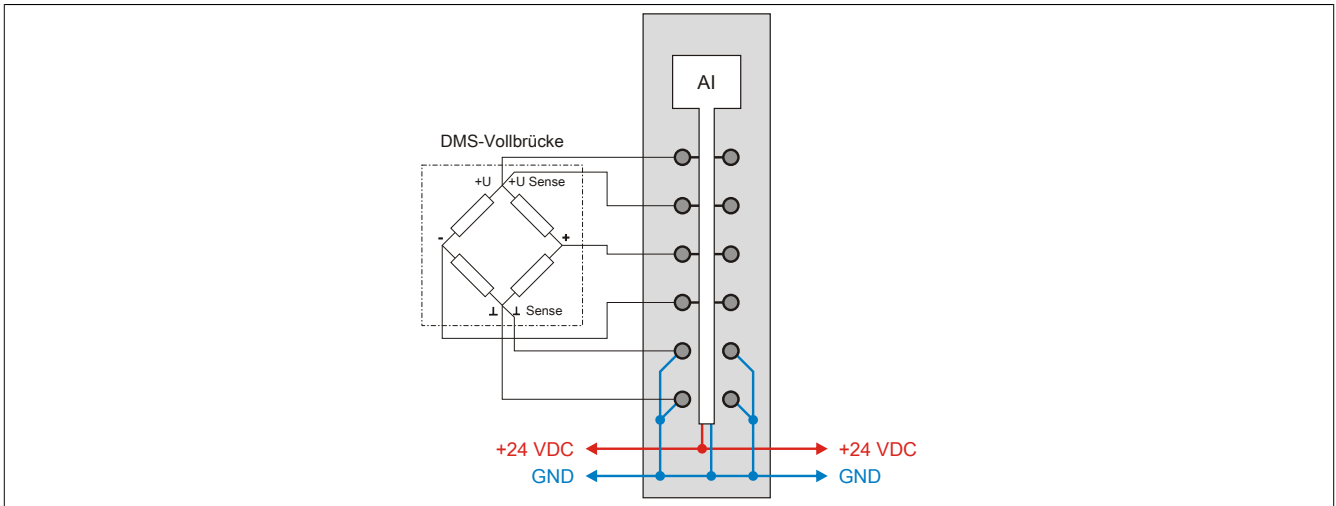 AI
DMS-Vollbrücke
+U +U Sense
- +
⊥ ⊥ Sense
+24 VDC +24 VDC
GND GND